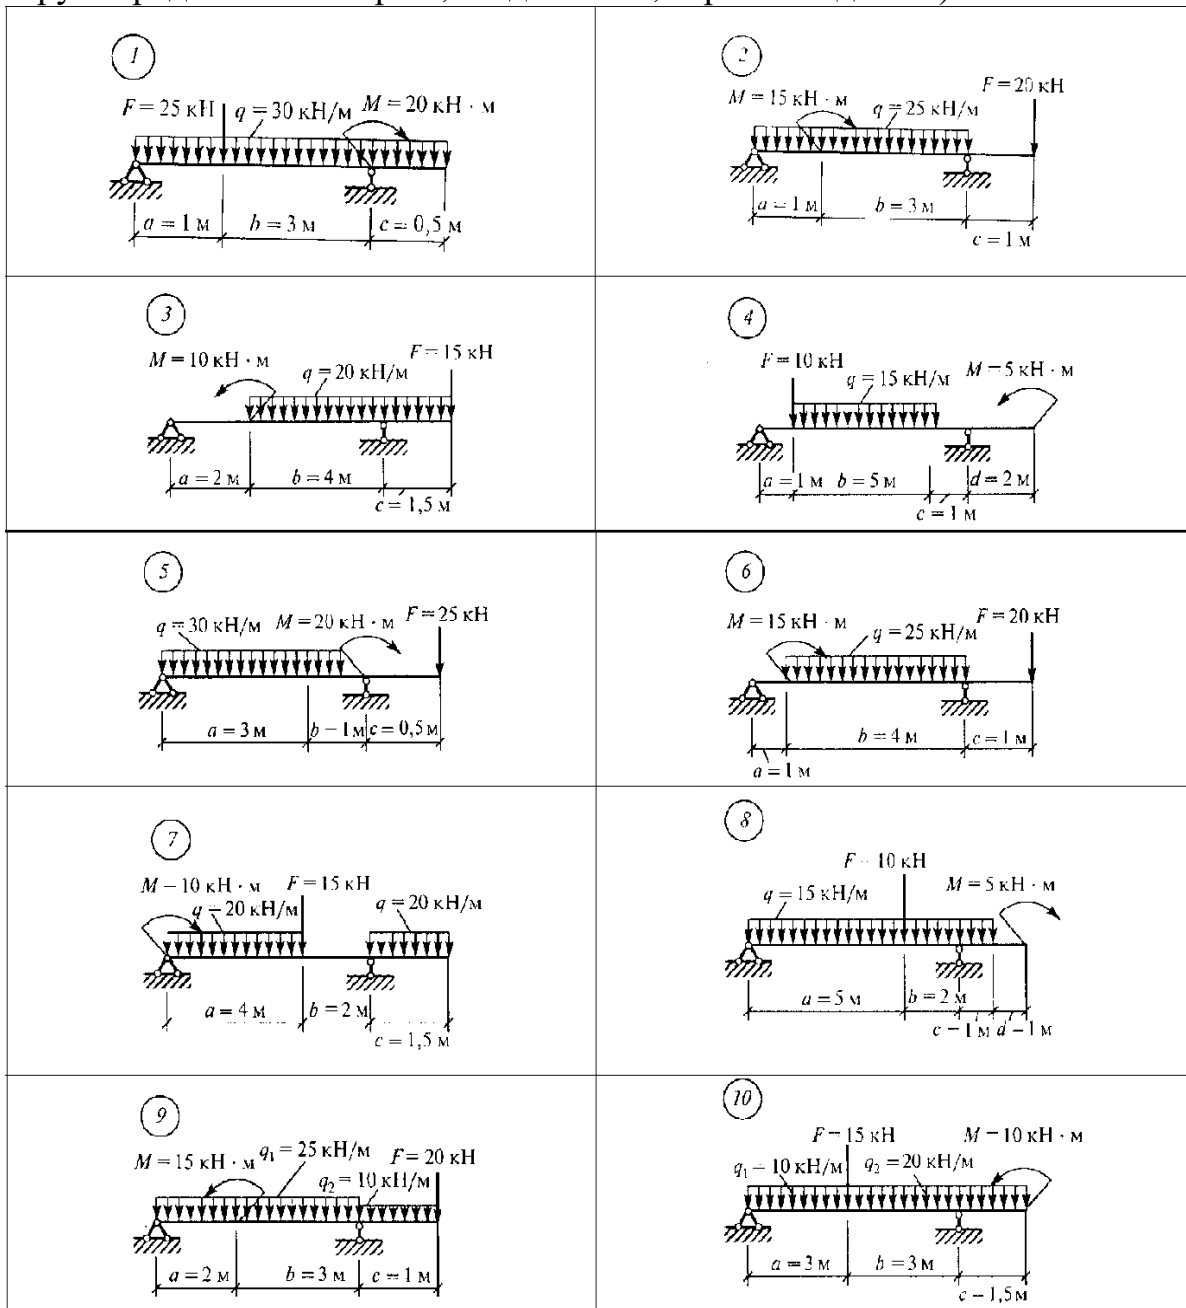 1
F = 25 кН q = 30 кН/м M = 20 кН · м
a = 1 м b = 3 м c = 0,5 м
2
F = 20 кН
M = 15 кН · м q = 25 кН/м
a = 1 м b = 3 м
c = 1 м
3
M = 10 кН · м F = 15 кН
q = 20 кН/м
a = 2 м b = 4 м
c = 1,5 м
4
F = 10 кН M = 5 кН · м
q = 15 кН/м
a = 1 м b = 5 м d = 2 м
c = 1 м
5
q = 30 кН/м M = 20 кН · м F = 25 кН
a = 3 м b - 1 м c = 0,5 м
6
M = 15 кН · м q = 25 кН/м F = 20 кН
b = 4 м c = 1 м
a = 1 м
7
M - 10 кН · м F = 15 кН
q - 20 кН/м q = 20 кН/м
a = 4 м b = 2 м
c = 1,5 м
8
F - 10 кН
q = 15 кН/м M = 5 кН · м
a = 5 м b = 2 м
c - 1 м d - 1 м
9
M = 15 кН · м q1 = 25 кН/м F = 20 кН
q2 = 10 кН/м
a = 2 м b = 3 м c = 1 м
10
F = 15 кН M - 10 кН · м
q1 - 10 кН/м q2 = 20 кН/м
a = 3 м b = 3 м
c - 1,5 м